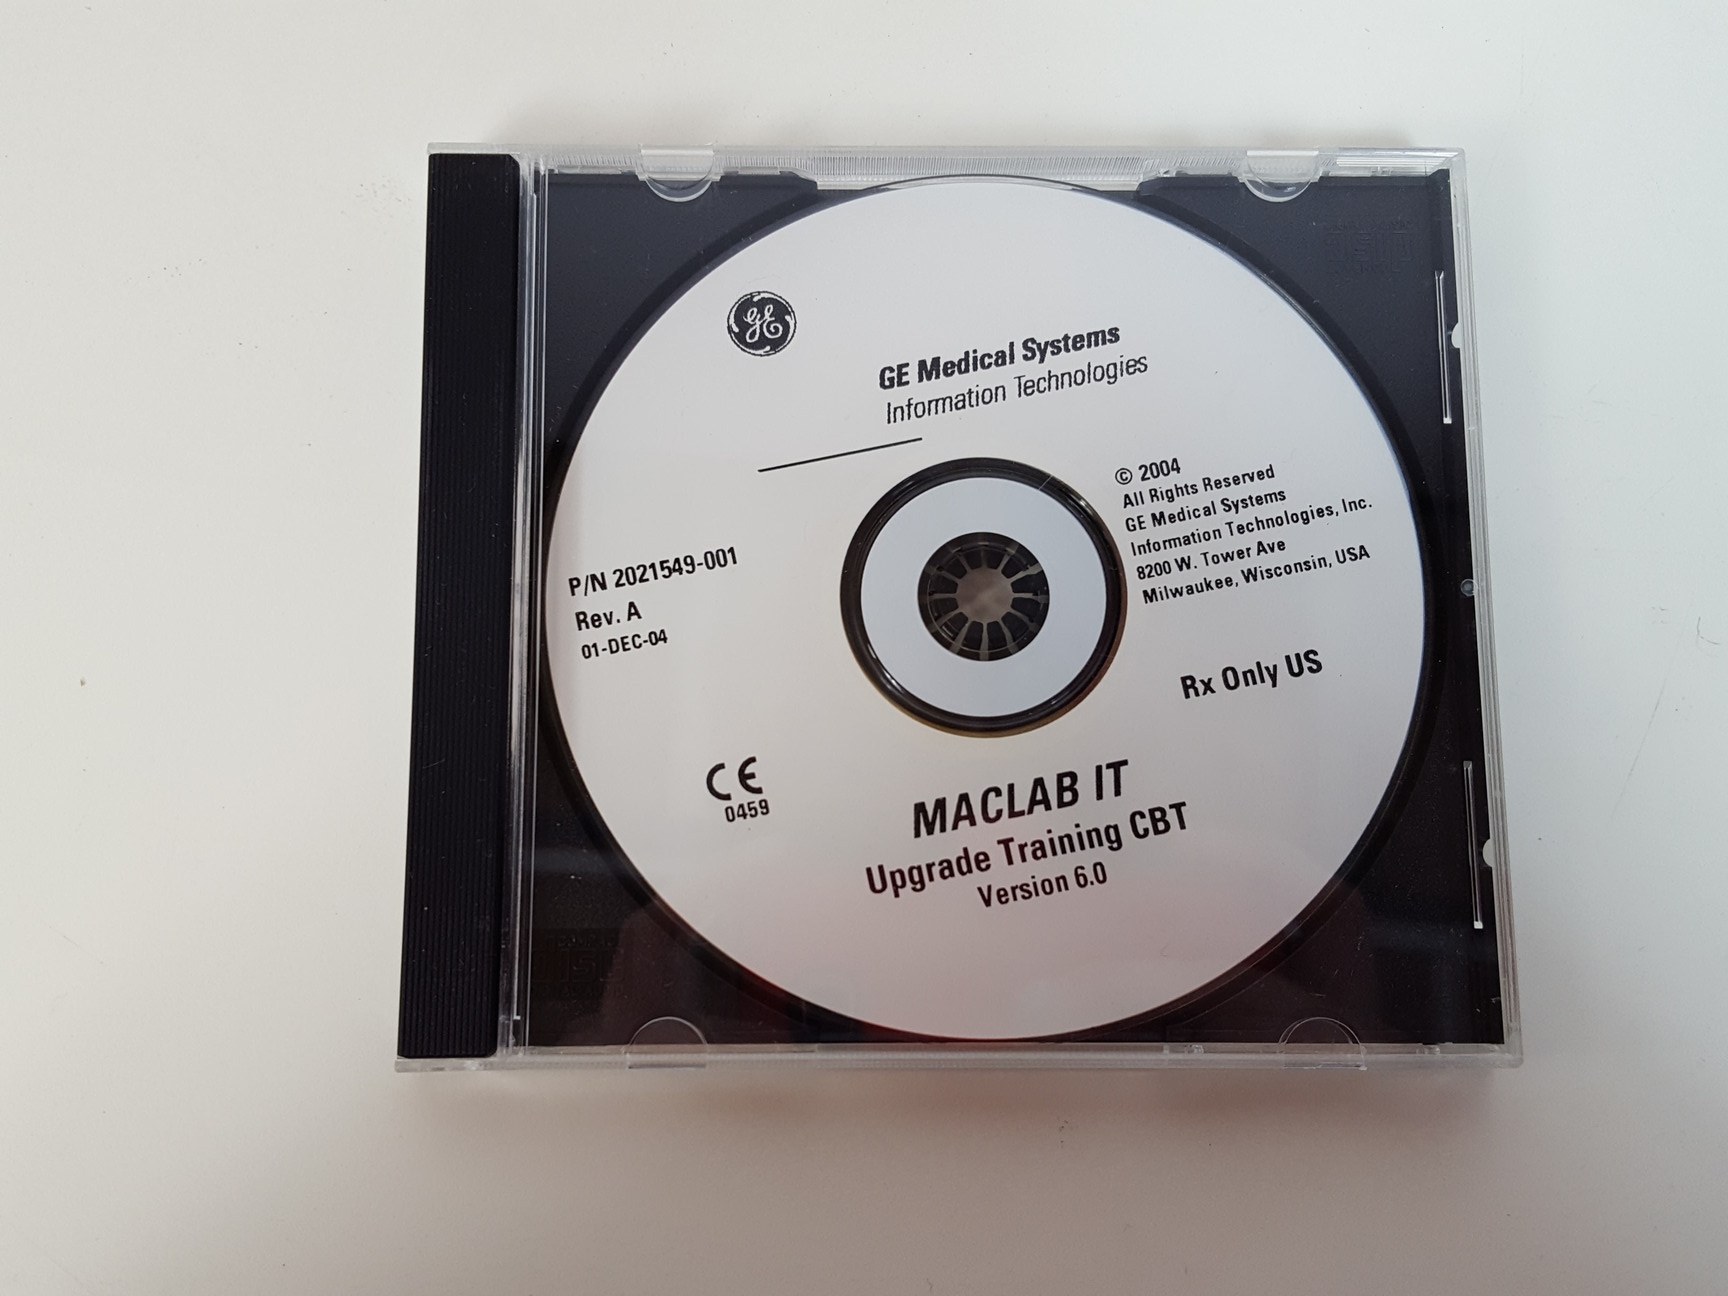 GE
GE Medical Systems
Information Technologies
© 2004
All Rights Reserved
GE Medical Systems
Information Technologies, Inc.
8200 W. Tower Ave
Milwaukee, Wisconsin, USA
P/N 2021549-001
Rev. A
01-DEC-04
Rx Only US
CE
0459
MACLAB IT
Upgrade Training CBT
Version 6.0